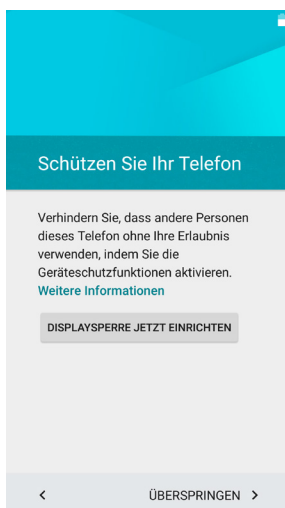 Schützen Sie Ihr Telefon
Verhindern Sie, dass andere Personen
dieses Telefon ohne Ihre Erlaubnis
verwenden, indem Sie die
Geräteschutzfunktionen aktivieren.
Weitere Informationen
DISPLAYSPERRE JETZT EINRICHTEN
ÜBERSPRINGEN